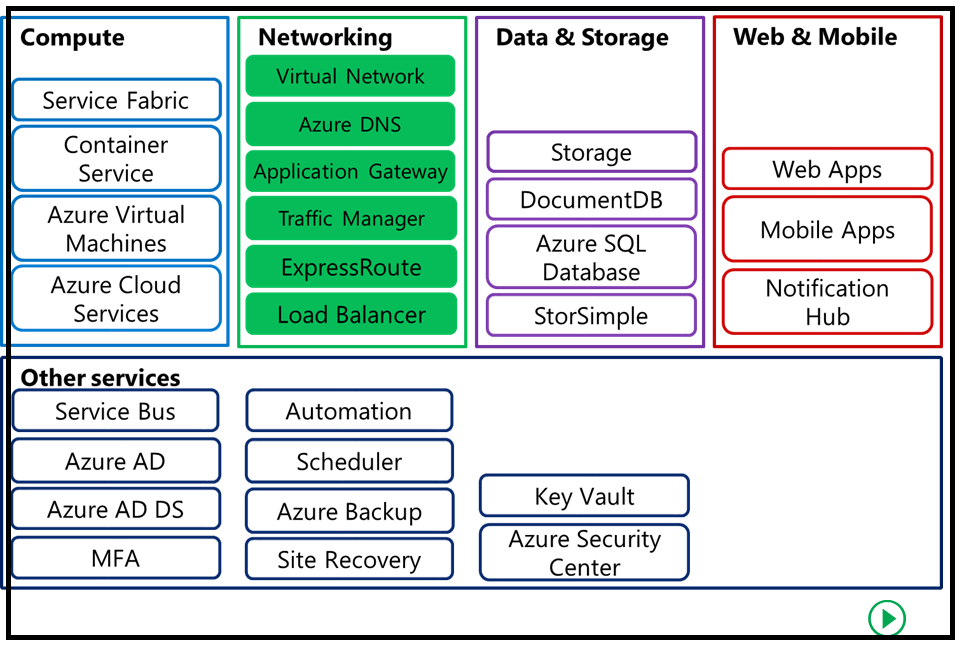 Compute
Service Fabric
Container
Service
Azure Virtual
Machines
Azure Cloud
Services
Networking
Virtual Network
Azure DNS
Application Gateway
Traffic Manager
ExpressRoute
Load Balancer
Data & Storage
Storage
DocumentDB
Azure SQL
Database
StorSimple
Web & Mobile
Web Apps
Mobile Apps
Notification
Hub
Other services
Service Bus
Azure AD
Azure AD DS
MFA
Automation
Scheduler
Azure Backup
Site Recovery
Key Vault
Azure Security
Center